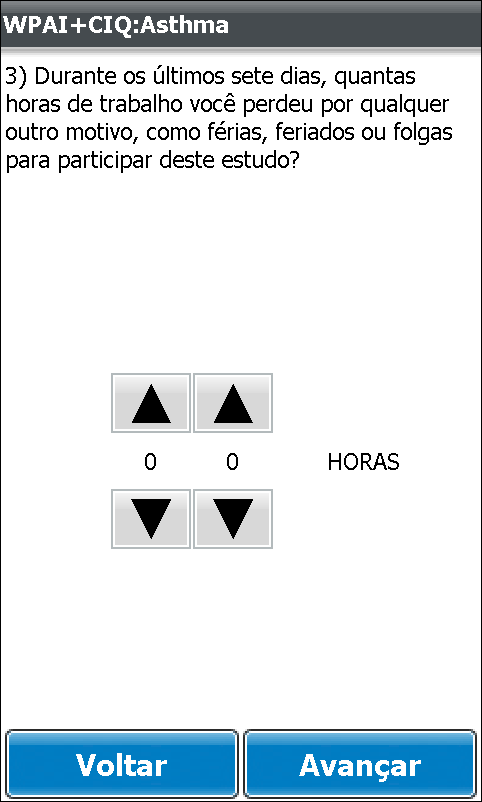 WPAI+CIQ:Asthma
3) Durante os últimos sete dias, quantas
horas de trabalho você perdeu por qualquer
outro motivo, como férias, feriados ou folgas
para participar deste estudo?
0 0 HORAS
Voltar Avançar